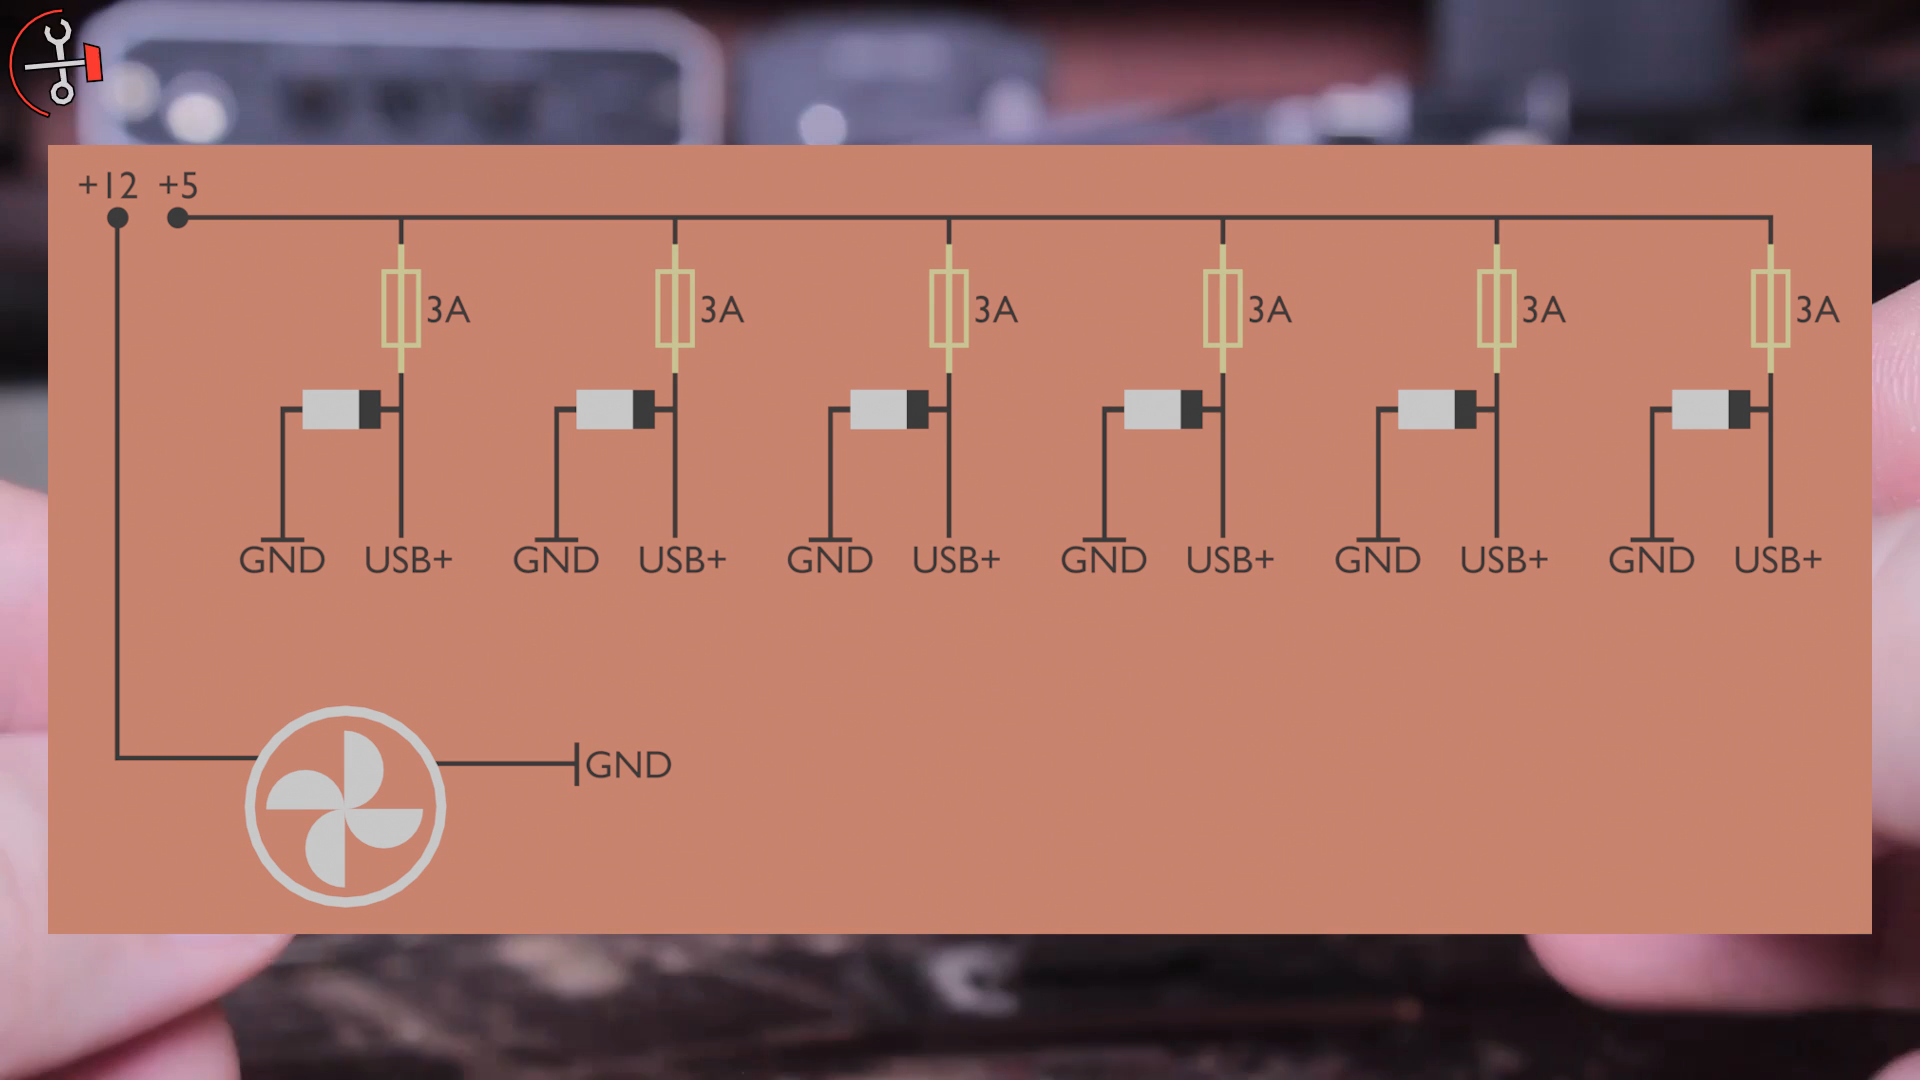 +12 +5
3A 3A 3A 3A 3A 3A
GND USB+ GND USB+ GND USB+ GND USB+ GND USB+ GND USB+
GND